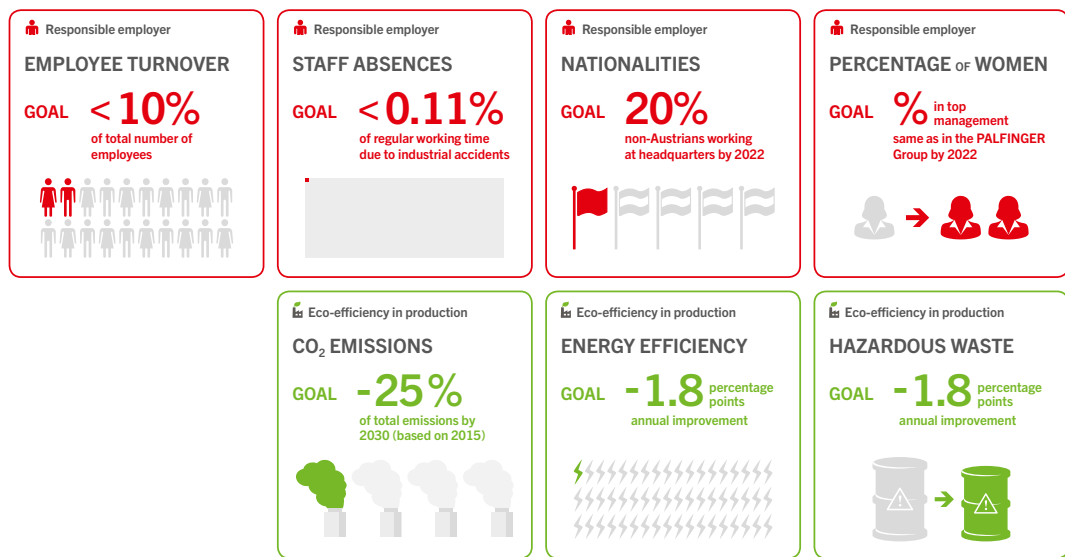 Responsible employer
EMPLOYEE TURNOVER
GOAL < 10%
of total number of
employees
Responsible employer
STAFF ABSENCES
GOAL < 0.11%
of regular working time
due to industrial accidents
Responsible employer
NATIONALITIES
GOAL 20%
non-Austrians working
at headquarters by 2022
Responsible employer
PERCENTAGE OF WOMEN
GOAL % in top
management
same as in the PALFINGER
Group by 2022
Eco-efficiency in production
CO₂ EMISSIONS
GOAL -25%
of total emissions by
2030 (based on 2015)
Eco-efficiency in production
ENERGY EFFICIENCY
GOAL -1.8 percentage
points
annual improvement
Eco-efficiency in production
HAZARDOUS WASTE
GOAL -1.8 percentage
points
annual improvement